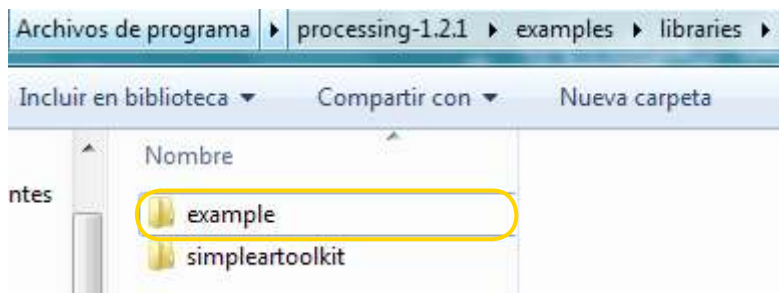 Archivos de programa processing-1.2.1 examples libraries
Incluir en biblioteca Compartir con Nueva carpeta
Nombre
ntes
example
simpleartoolkit